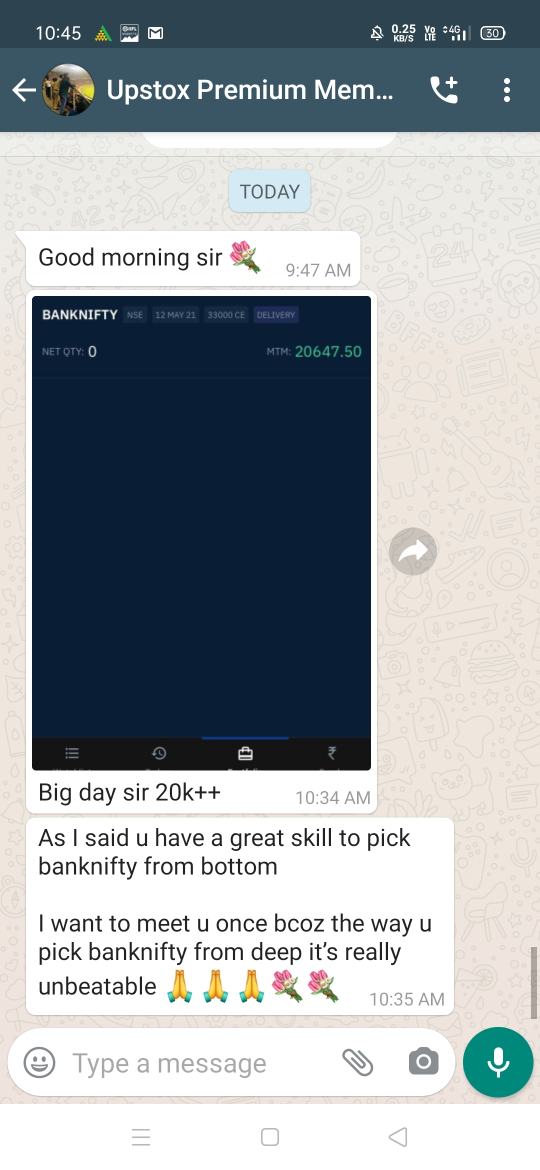 10:45
0.25
KB/S
Vo
LTE
4G
30
Upstox Premium Mem...
TODAY
Good morning sir 💐
9:47 AM
BANKNIFTY NSE 12 MAY 21 33000 CE DELIVERY
NET QTY: 0 MTM: 20647.50
Big day sir 20k++
10:34 AM
As I said u have a great skill to pick
banknifty from bottom
I want to meet u once bcoz the way u
pick banknifty from deep it's really
unbeatable 🙏 🙏 🙏 💐 💐
10:35 AM
Type a message